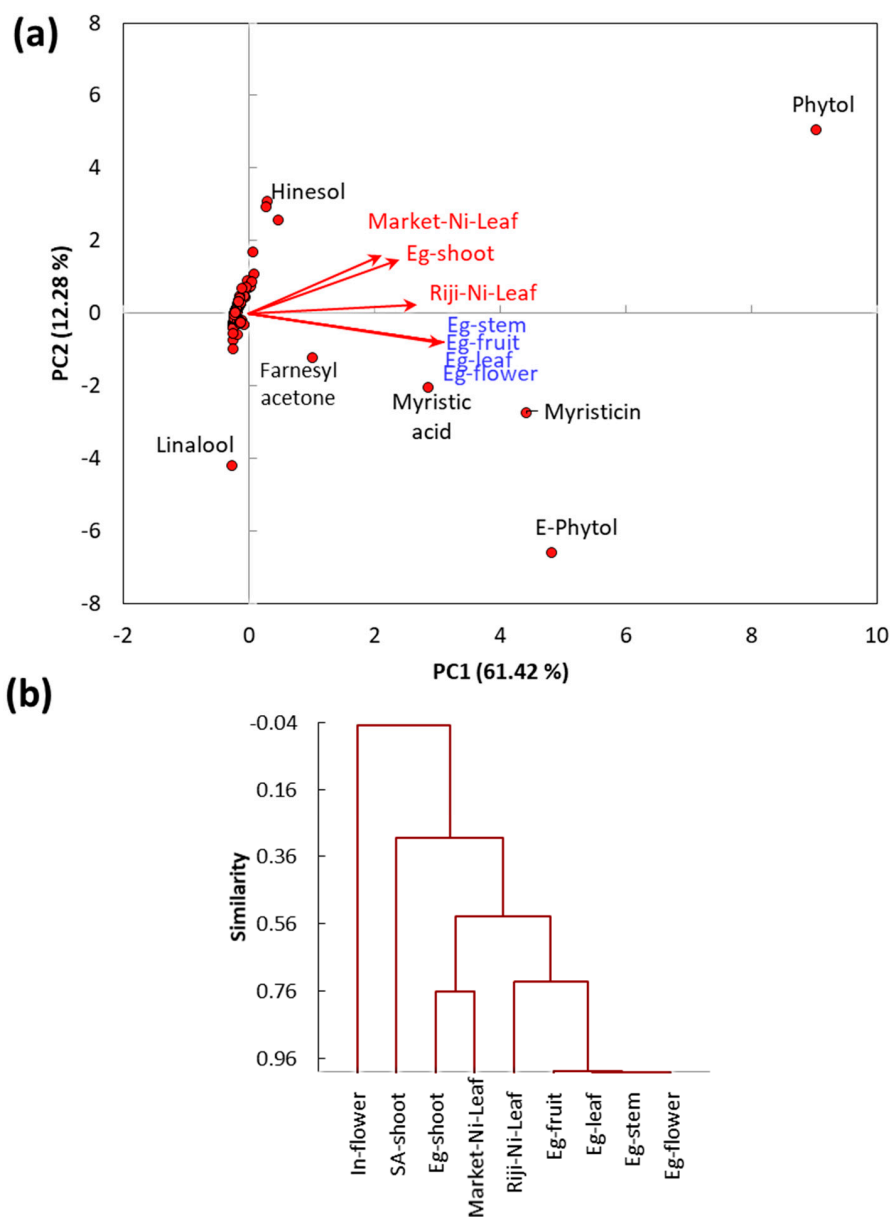 (a)
8
6
4
2
0
-2
-4
-6
-8
PC2 (12.28 %)
Phytol
Hinesol
Market-Ni-Leaf
Eg-shoot
Riji-Ni-Leaf
Eg-stem
Eg-fruit
Eg-leaf
Eg-flower
Farnesyl
acetone
Myristic
acid
Myristicin
Linalool
E-Phytol
-2 0 2 4 6 8 10
PC1 (61.42 %)
(b)
-0.04
0.16
0.36
0.56
0.76
0.96
Similarity
In-flower
SA-shoot
Eg-shoot
Market-Ni-Leaf
Riji-Ni-Leaf
Eg-fruit
Eg-leaf
Eg-stem
Eg-flower